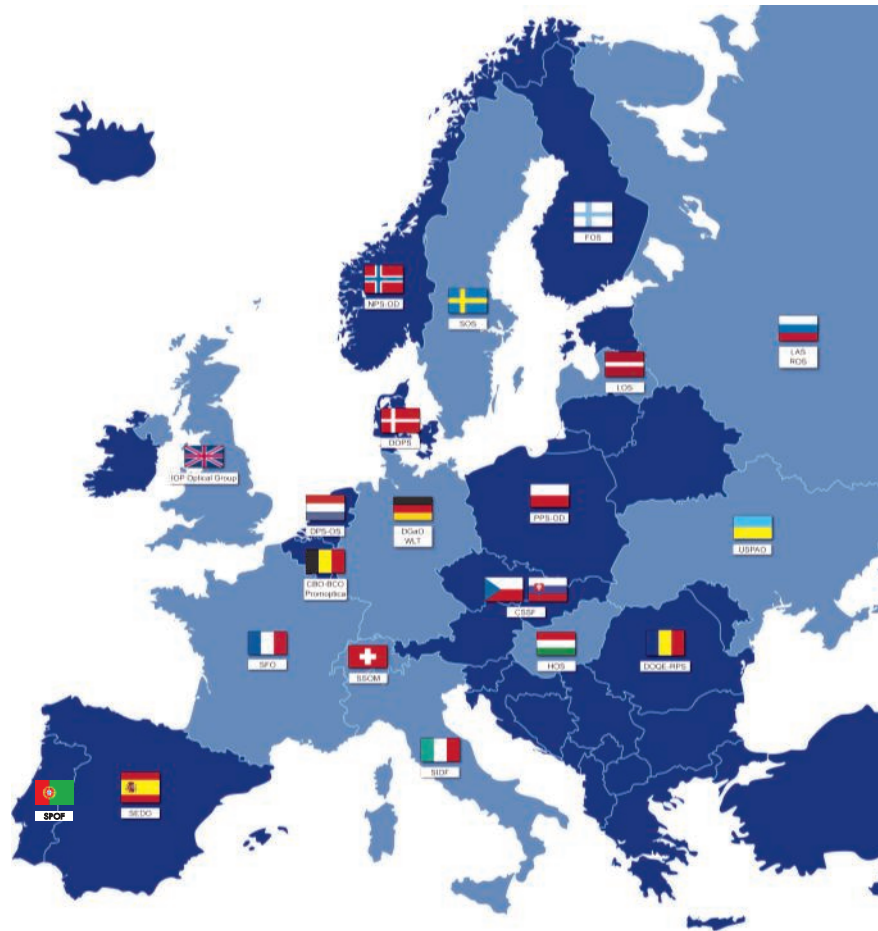 FOS
NPS-OD
SOS
LAS
ROS
LOS
DOPS
IOP Optical Group
DPS-OS
DGaO
WLT
PPS-OD
USPAO
CBO-BCO
Promoptica
CSSF
SFO
SSOM
HOS
DOQE-RPS
SIOF
SPOF
SEDO